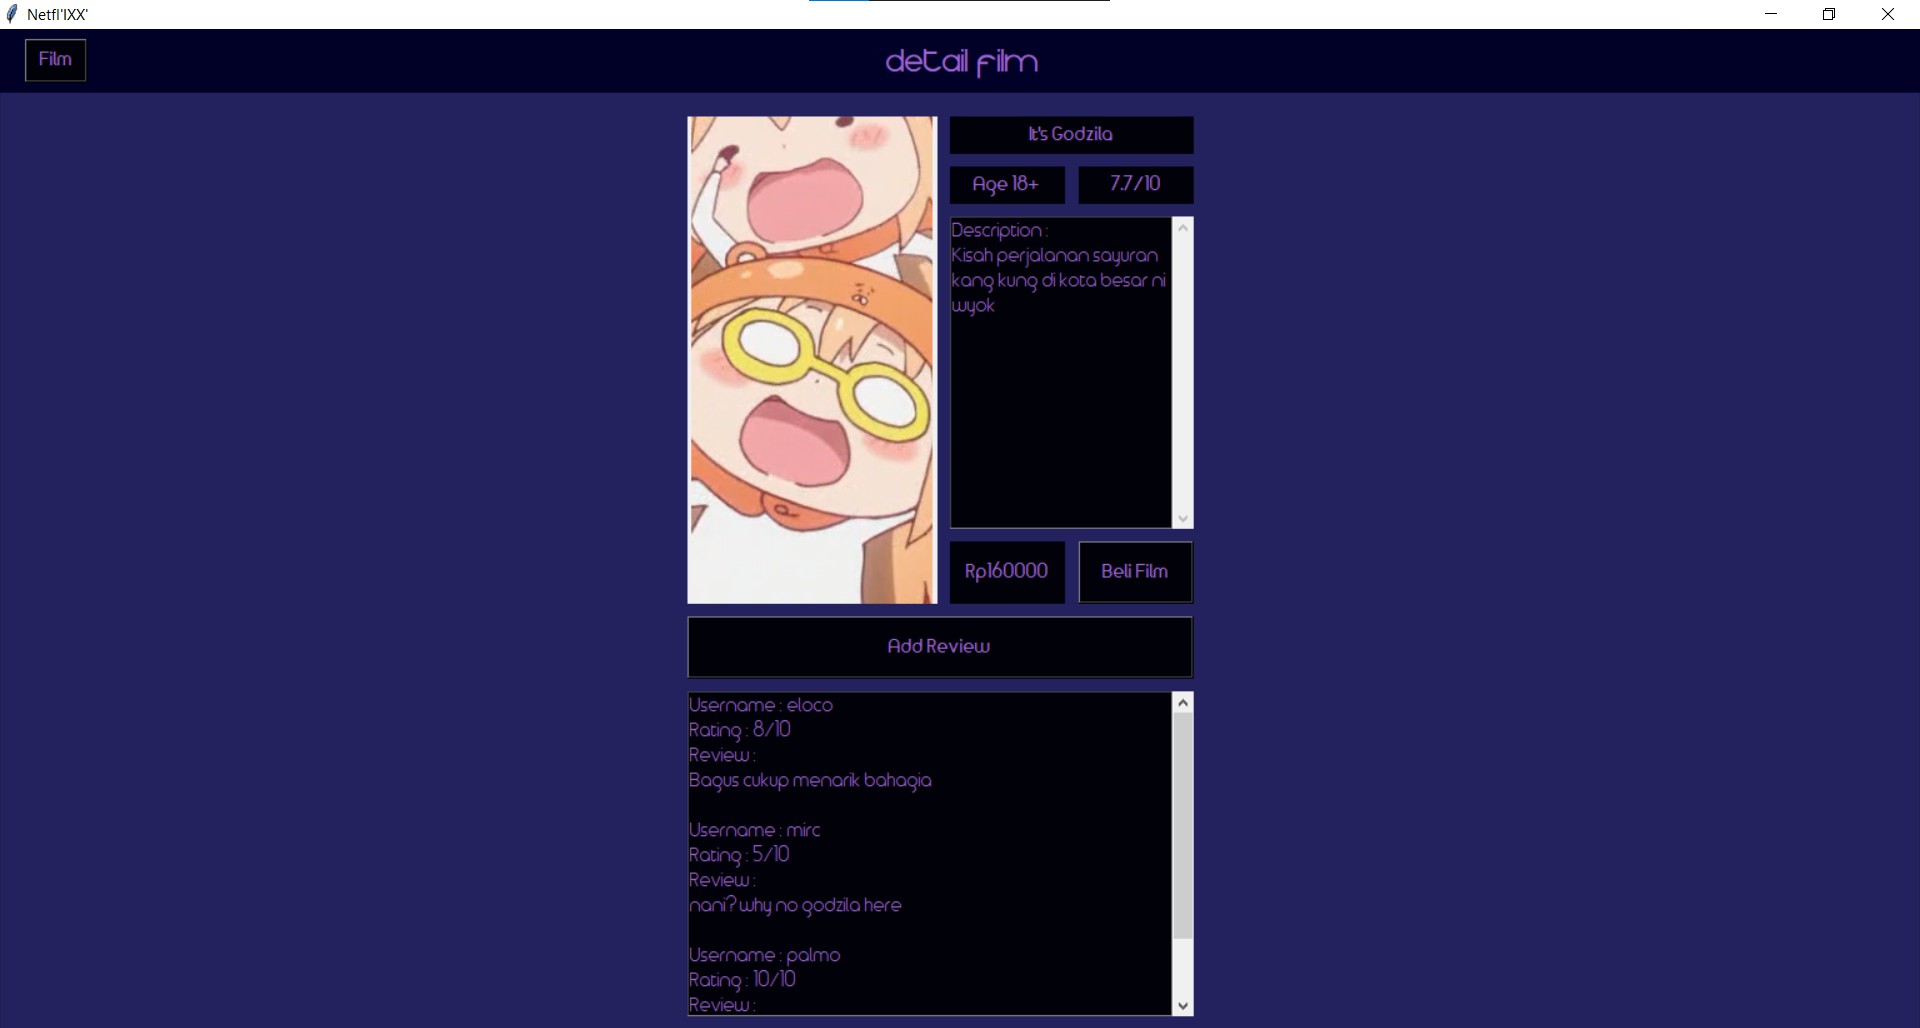 Netfl'IXX'
Film
detail film
It's Godzila
Age 18+
7.7/10
Description :
Kisah perjalanan sayuran
kang kung di kota besar ni
wyok
Rp160000
Beli Film
Add Review
Username : eloco
Rating : 8/10
Review :
Bagus cukup menarik bahagia
Username : mirc
Rating : 5/10
Review :
nani? why no godzila here
Username : palmo
Rating : 10/10
Review :